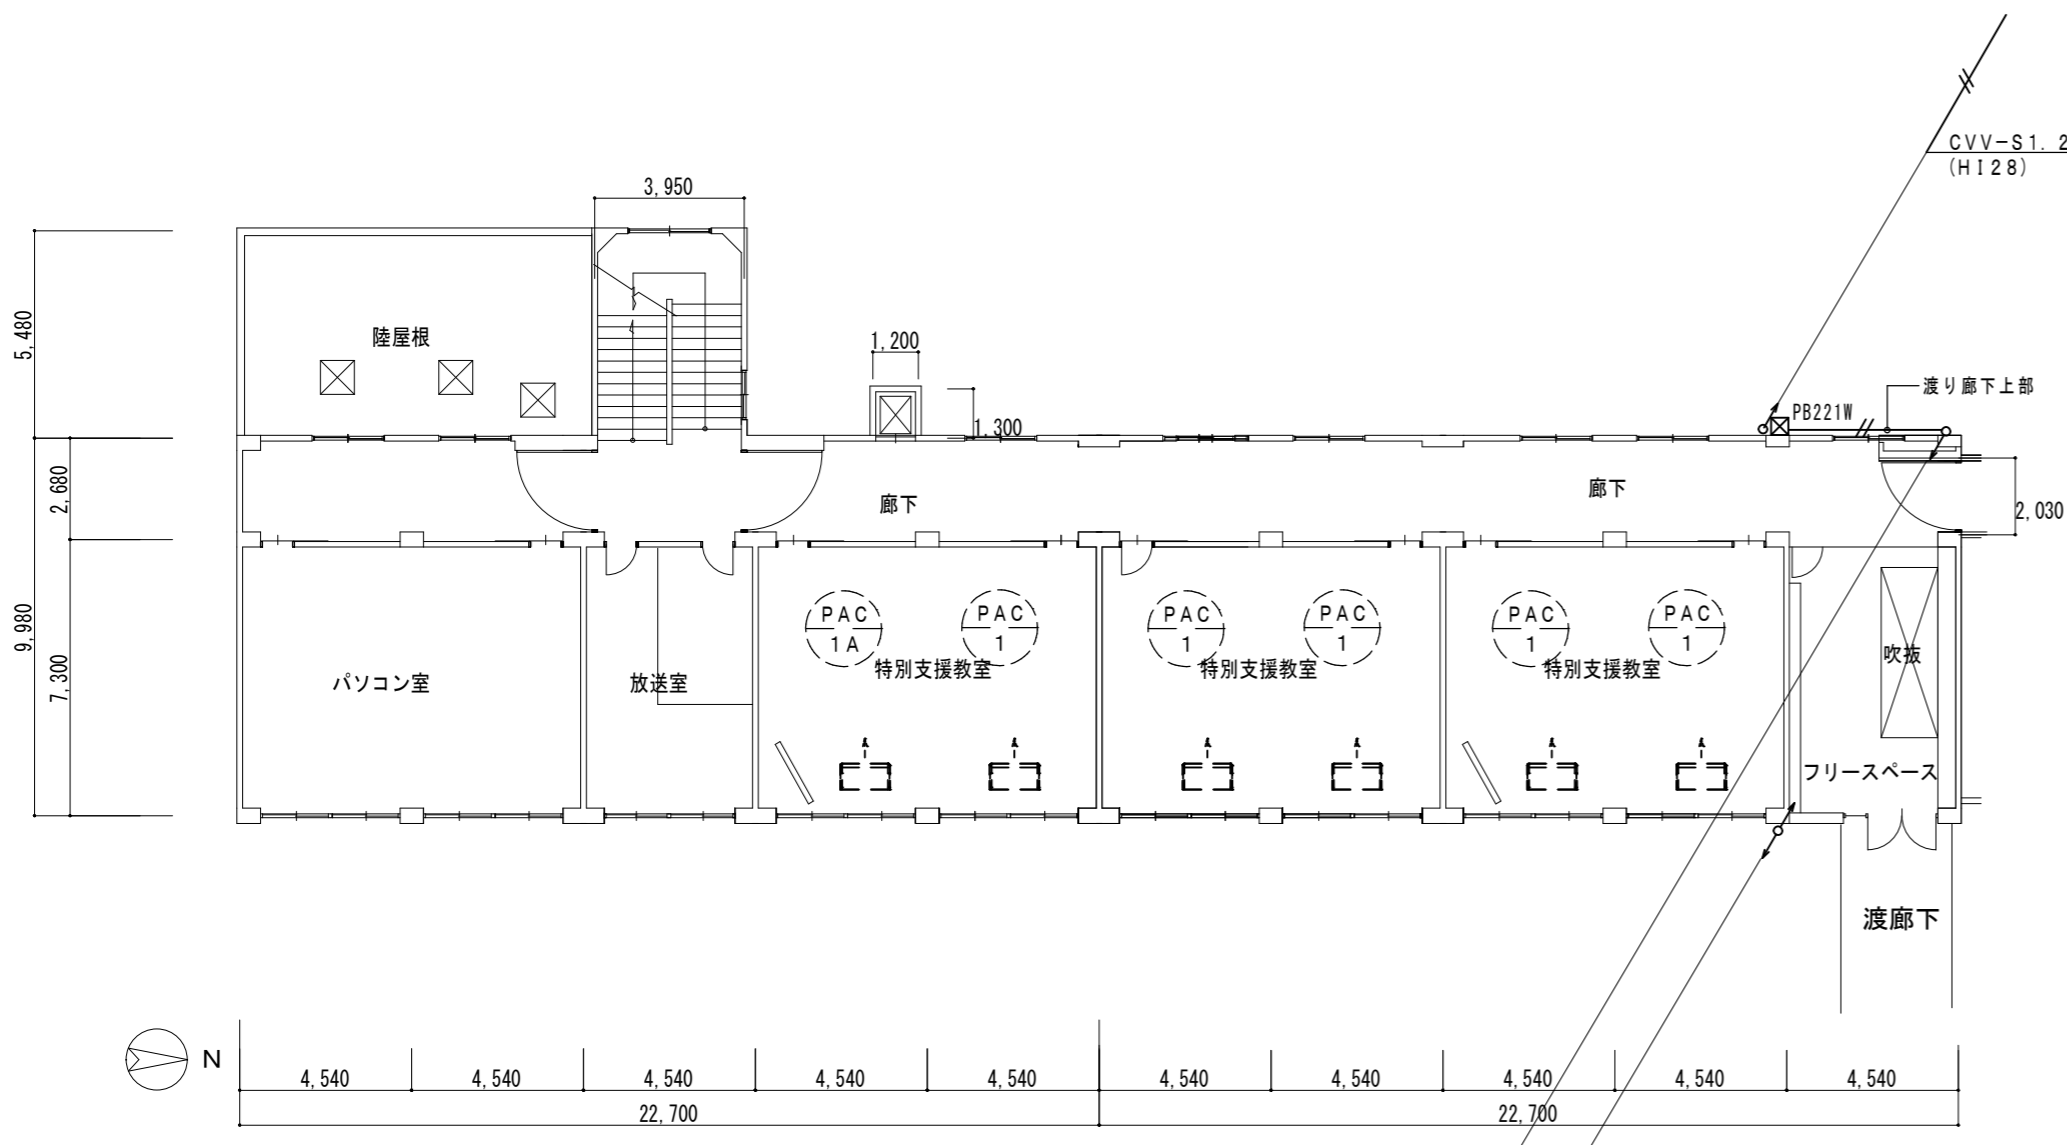 CVV-S1.2
(HI28)
3,950
5,480
陸屋根
1,200
1,300
渡り廊下上部
PB221W
2,680
廊下
廊下
2,030
9,980
7,300
PAC
1A
PAC
1
PAC
1
PAC
1
PAC
1
PAC
1
パソコン室
放送室
特別支援教室
特別支援教室
特別支援教室
吹抜
フリースペース
渡廊下
N
4,540
4,540
4,540
4,540
4,540
4,540
4,540
4,540
4,540
4,540
22,700
22,700